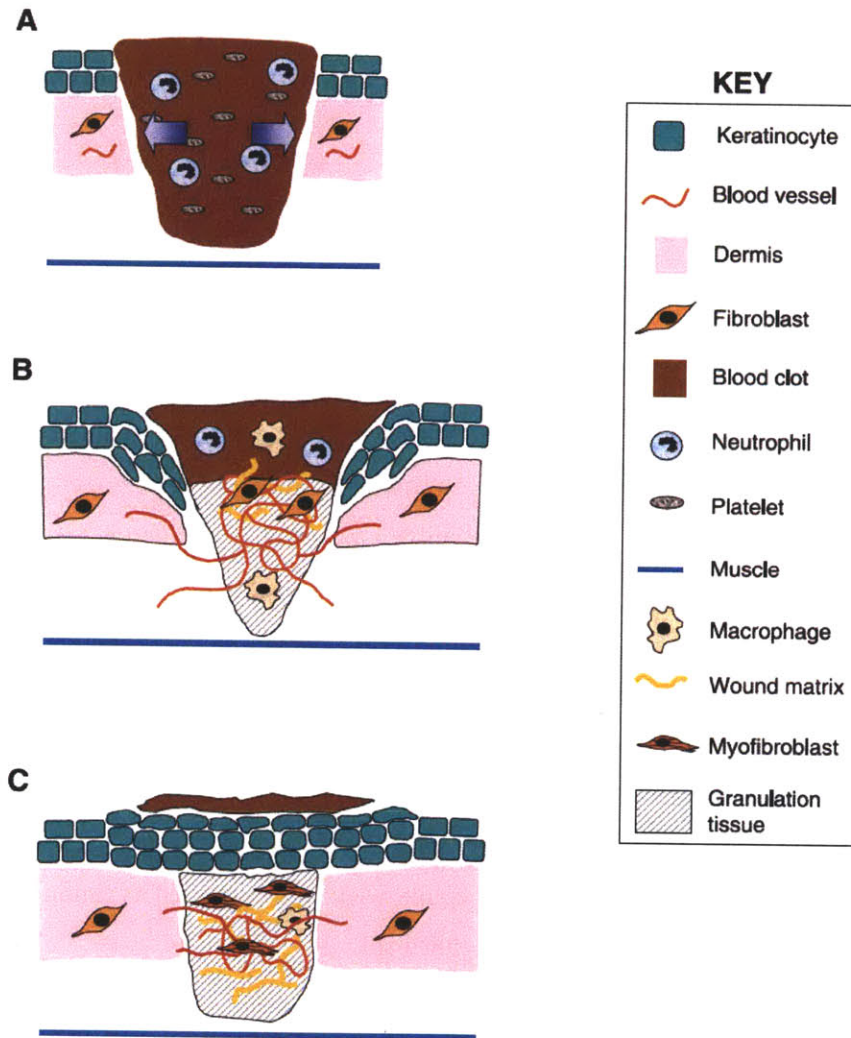 A
B
C
KEY
Keratinocyte
Blood vessel
Dermis
Fibroblast
Blood clot
Neutrophil
Platelet
Muscle
Macrophage
Wound matrix
Myofibroblast
Granulation
tissue